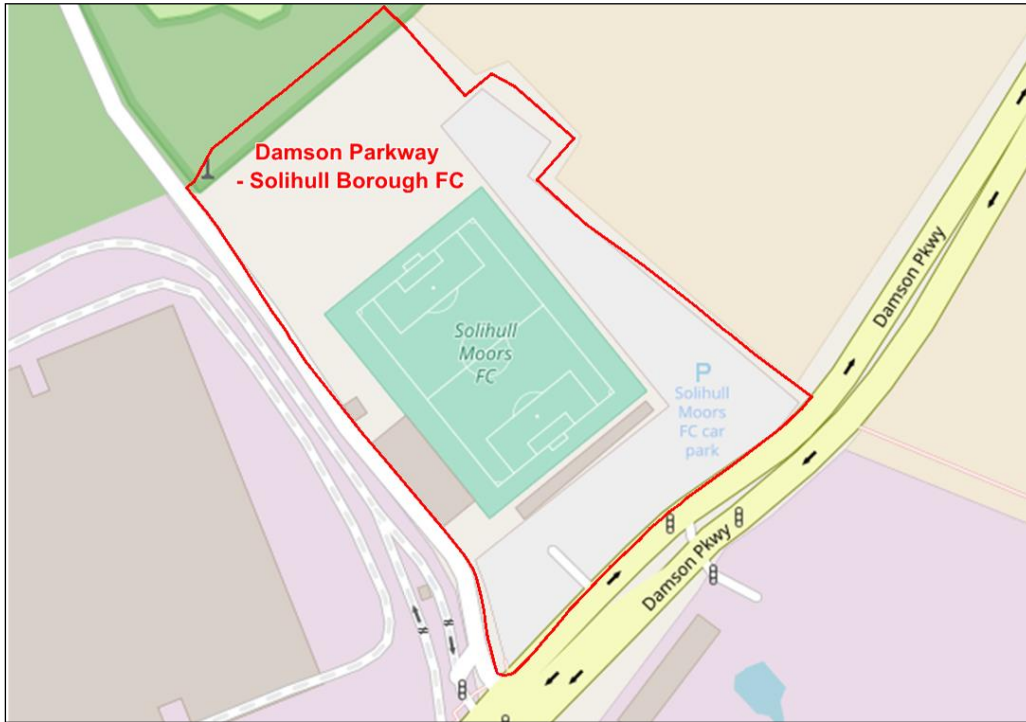 Damson Parkway
- Solihull Borough FC
Damson Pkwy
Solihull
Moors
FC
P
Solihull
Moors
FC car
park
Damson Pkwy